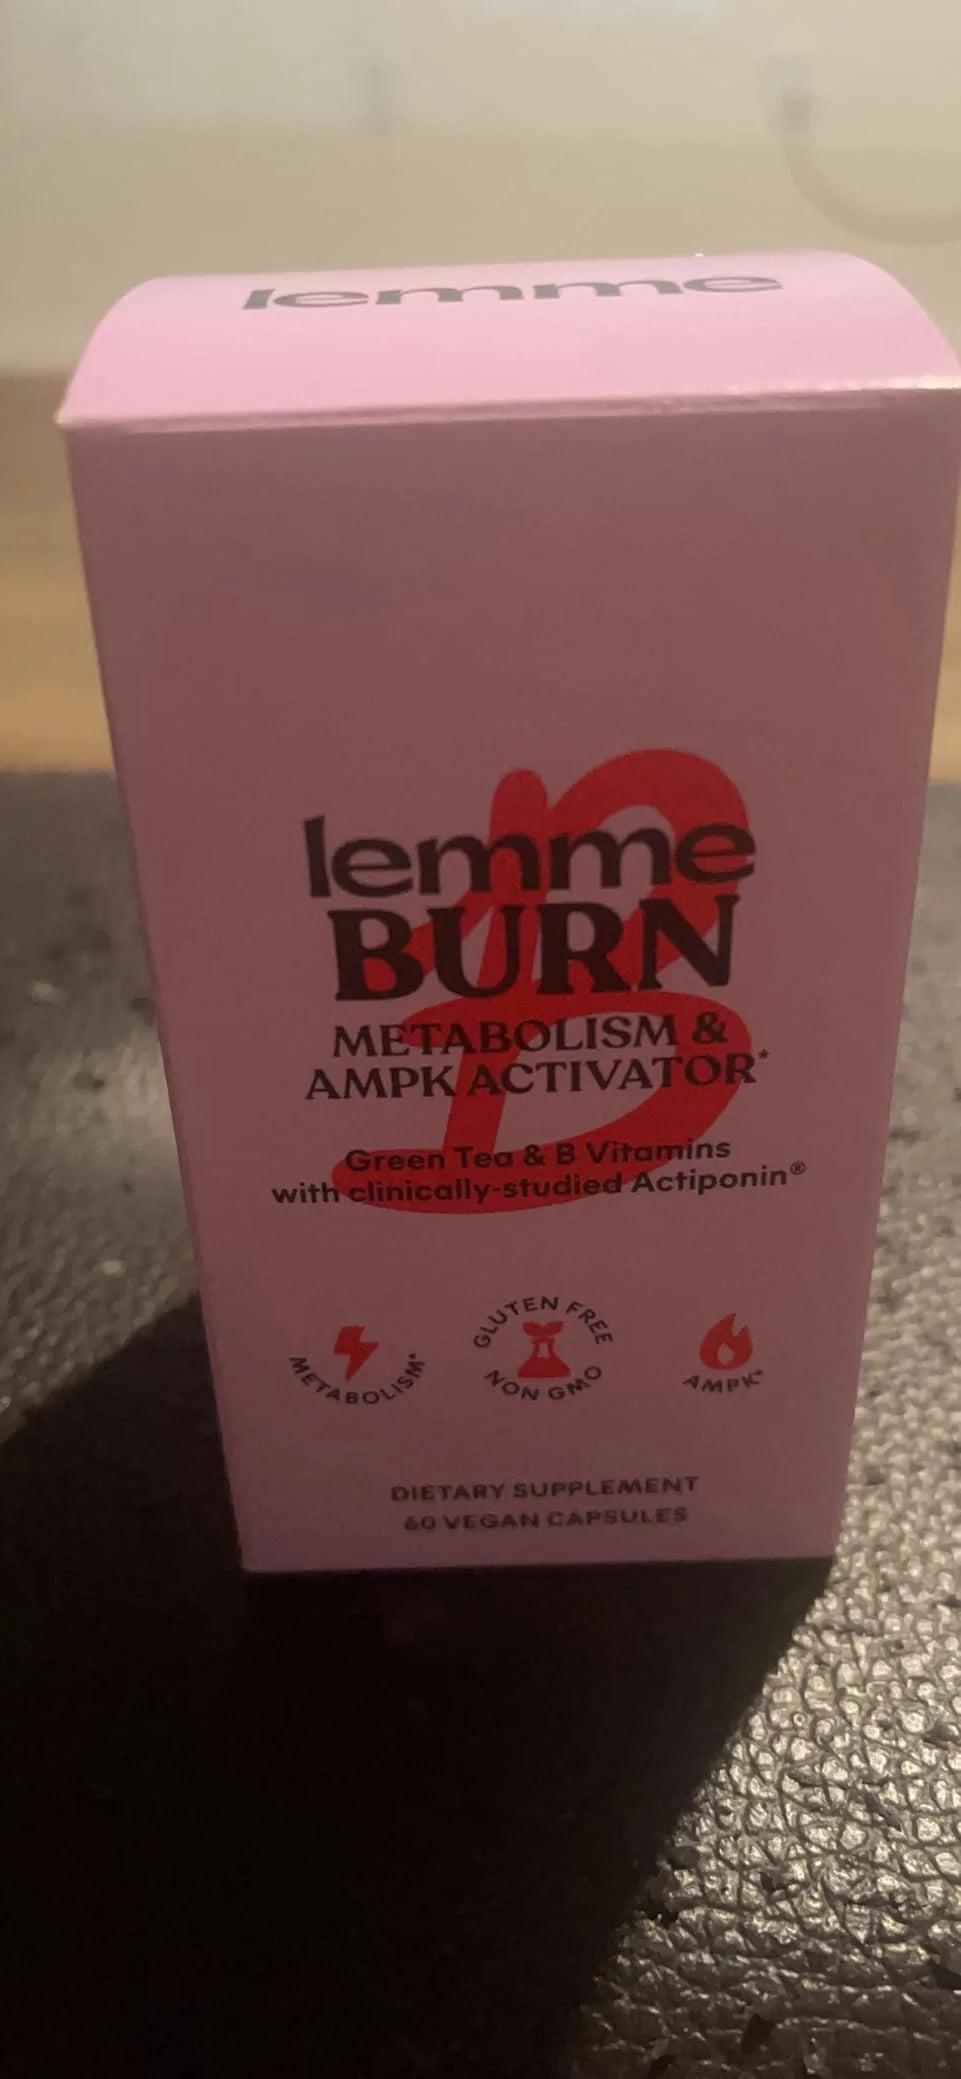 lemme
lemme
BURN
METABOLISM &
AMPK ACTIVATOR*
Green Tea & B Vitamins
with clinically-studied Actiponin®
METABOLISM*
GLUTEN FREE
NON GMO
AMPK*
DIETARY SUPPLEMENT
60 VEGAN CAPSULES